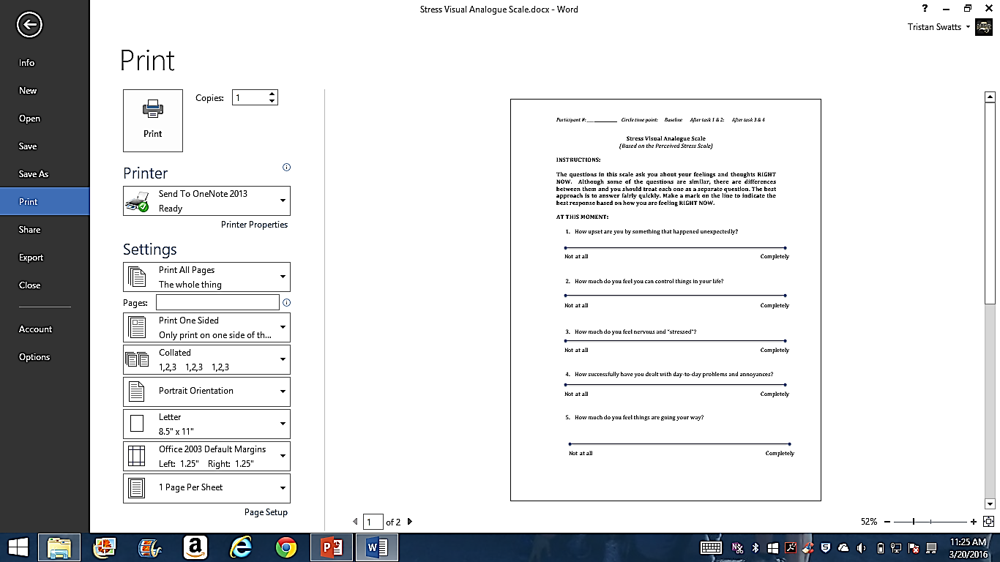 Stress Visual Analogue Scale.docx - Word
?
Tristan Swatts
Info
New
Open
Save
Save As
Print
Share
Export
Close
Account
Options
Print
Print
Copies: 1
Printer
Send To OneNote 2013
Ready
Printer Properties
Settings
Print All Pages
The whole thing
Pages:
Print One Sided
Only print on one side of th...
Collated
1,2,3 1,2,3 1,2,3
Portrait Orientation
Letter
8.5" x 11"
Office 2003 Default Margins
Left: 1.25" Right: 1.25"
1 Page Per Sheet
Page Setup
Participant #: ___________ Circle time point: Baseline After task 1 & 2: After task 3 & 4
Stress Visual Analogue Scale
(Based on the Perceived Stress Scale)
INSTRUCTIONS:
The questions in this scale ask you about your feelings and thoughts RIGHT
NOW. Although some of the questions are similar, there are differences
between them and you should treat each one as a separate question. The best
approach is to answer fairly quickly. Make a mark on the line to indicate the
best response based on how you are feeling RIGHT NOW.
AT THIS MOMENT:
1. How upset are you by something that happened unexpectedly?
Not at all Completely
2. How much do you feel you can control things in your life?
Not at all Completely
3. How much do you feel nervous and "stressed"?
Not at all Completely
4. How successfully have you dealt with day-to-day problems and annoyances?
Not at all Completely
5. How much do you feel things are going your way?
Not at all Completely
1 of 2
52%
11:25 AM
3/20/2016